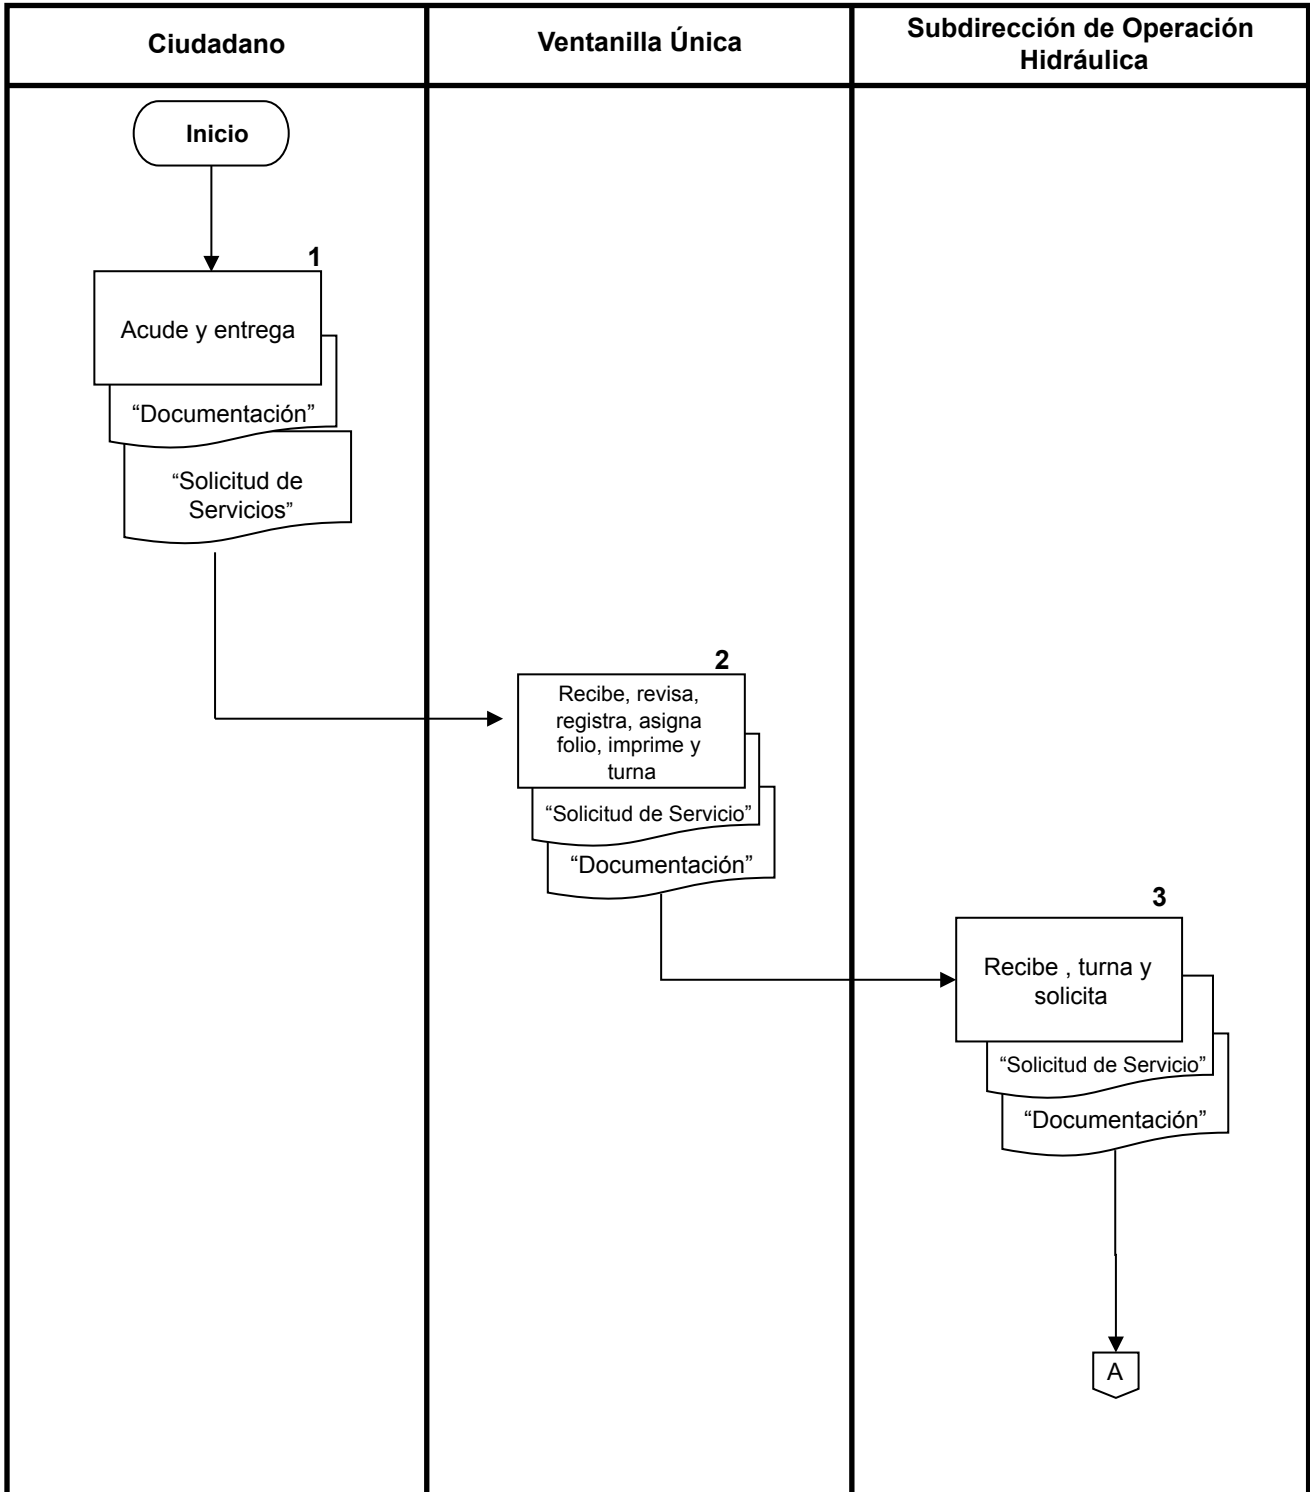 Ciudadano
Ventanilla Única
Subdirección de Operación
Hidráulica
Inicio
1
Acude y entrega
“Documentación”
“Solicitud de
Servicios”
2
Recibe, revisa,
registra, asigna
folio, imprime y
turna
“Solicitud de Servicio”
“Documentación”
3
Recibe , turna y
solicita
“Solicitud de Servicio”
“Documentación”
A